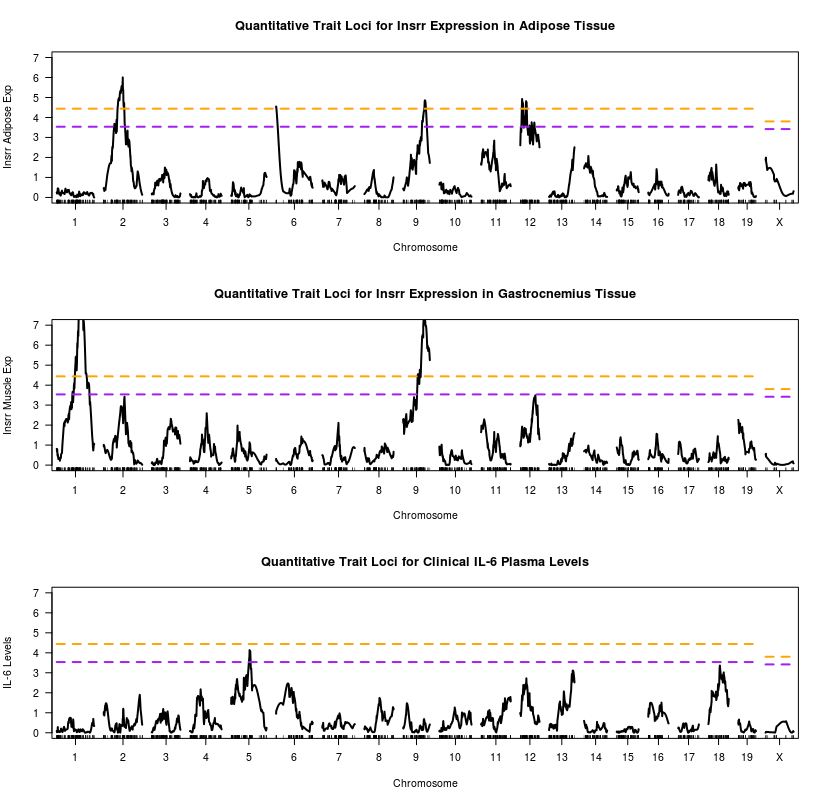 Quantitative Trait Loci for Insrr Expression in Adipose Tissue
Insrr Adipose Exp
7
6
5
4
3
2
1
0
1 2 3 4 5 6 7 8 9 10 11 12 13 14 15 16 17 18 19 X
Chromosome
Quantitative Trait Loci for Insrr Expression in Gastrocnemius Tissue
Insrr Muscle Exp
7
6
5
4
3
2
1
0
1 2 3 4 5 6 7 8 9 10 11 12 13 14 15 16 17 18 19 X
Chromosome
Quantitative Trait Loci for Clinical IL-6 Plasma Levels
IL-6 Levels
7
6
5
4
3
2
1
0
1 2 3 4 5 6 7 8 9 10 11 12 13 14 15 16 17 18 19 X
Chromosome